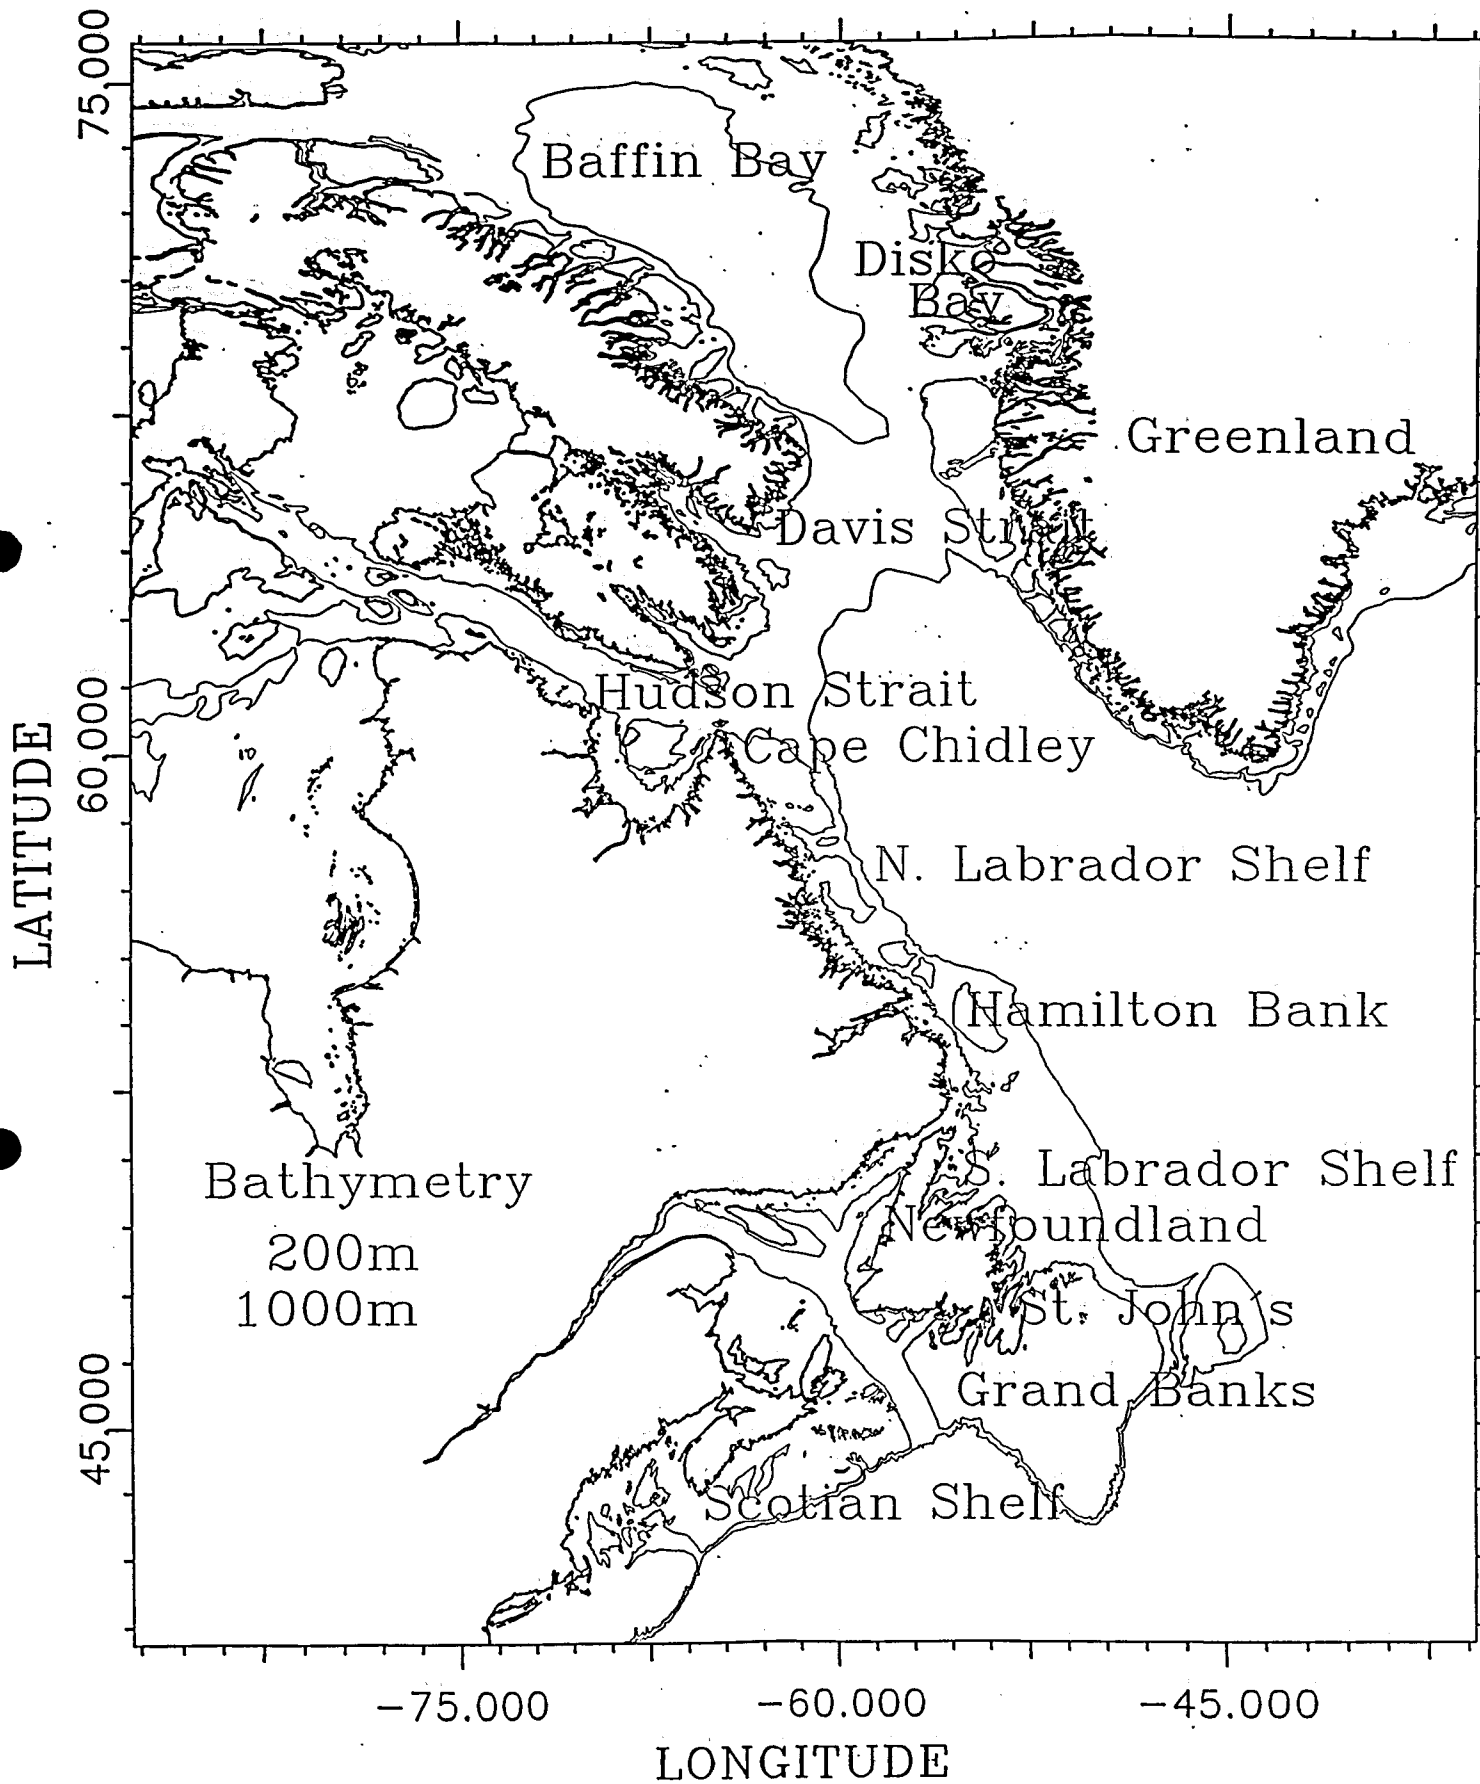 75.000
Baffin Bay
Disko
Bay
Greenland
Davis Strait
Hudson Strait
60.000
Cape Chidley
LATITUDE
N. Labrador Shelf
Hamilton Bank
S. Labrador Shelf
Bathymetry
Newfoundland
200m
1000m
St. John's
45.000
Grand Banks
Scotian Shelf
-75.000
-60.000
-45.000
LONGITUDE